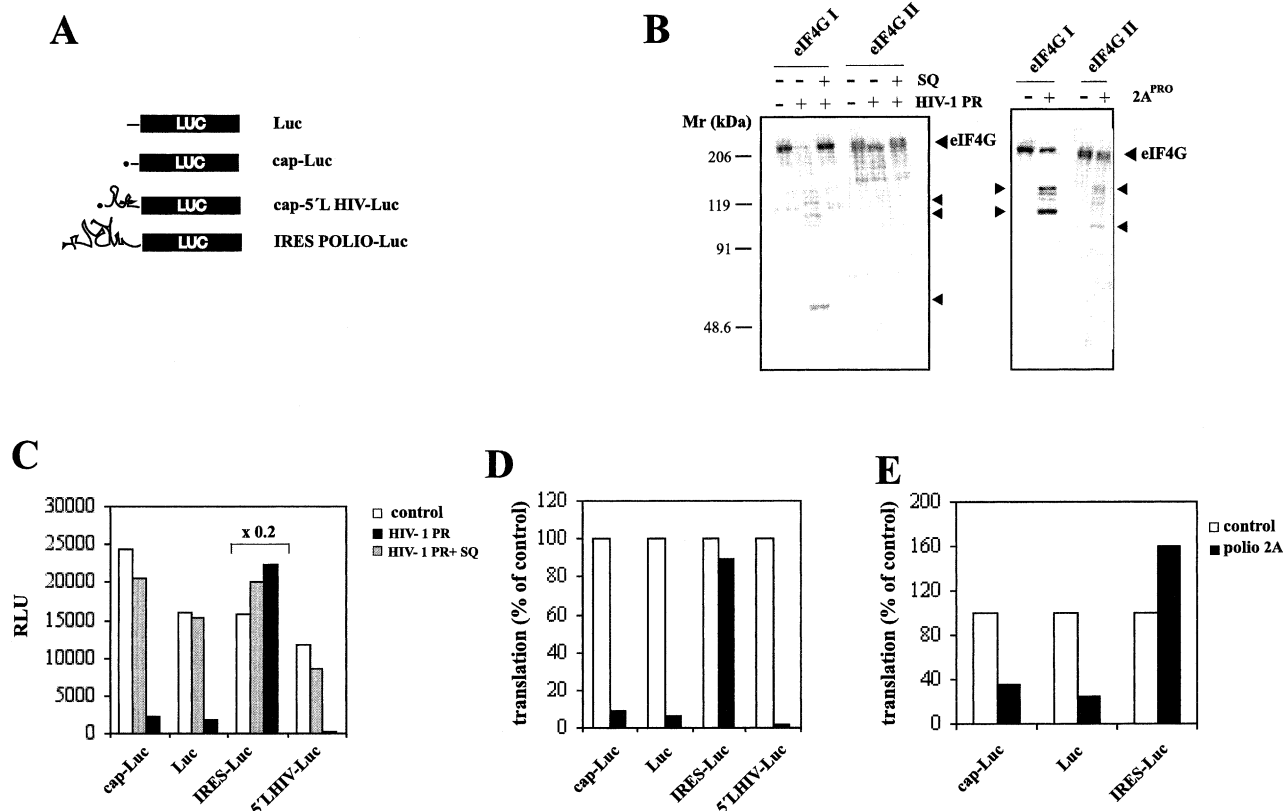 A
LUC Luc
LUC cap-Luc
LUC cap-5´L HIV-Luc
LUC IRES POLIO-Luc
B
eIF4G I eIF4G II
- - + - - + SQ
- + + - + + HIV-1 PR
Mr (kDa)
206
119
91
48.6
eIF4G
eIF4G I eIF4G II
- + - + 2A PRO
eIF4G
C
RLU
30000
25000
20000
15000
10000
5000
0
x 0.2
control
HIV- 1 PR
HIV- 1 PR+ SQ
cap-Luc Luc IRES-Luc 5´LHIV-Luc
D
translation (% of control)
120
100
80
60
40
20
0
cap-Luc Luc IRES-Luc 5´LHIV-Luc
E
translation (% of control)
200
160
120
80
40
0
control
polio 2A
cap-Luc Luc IRES-Luc